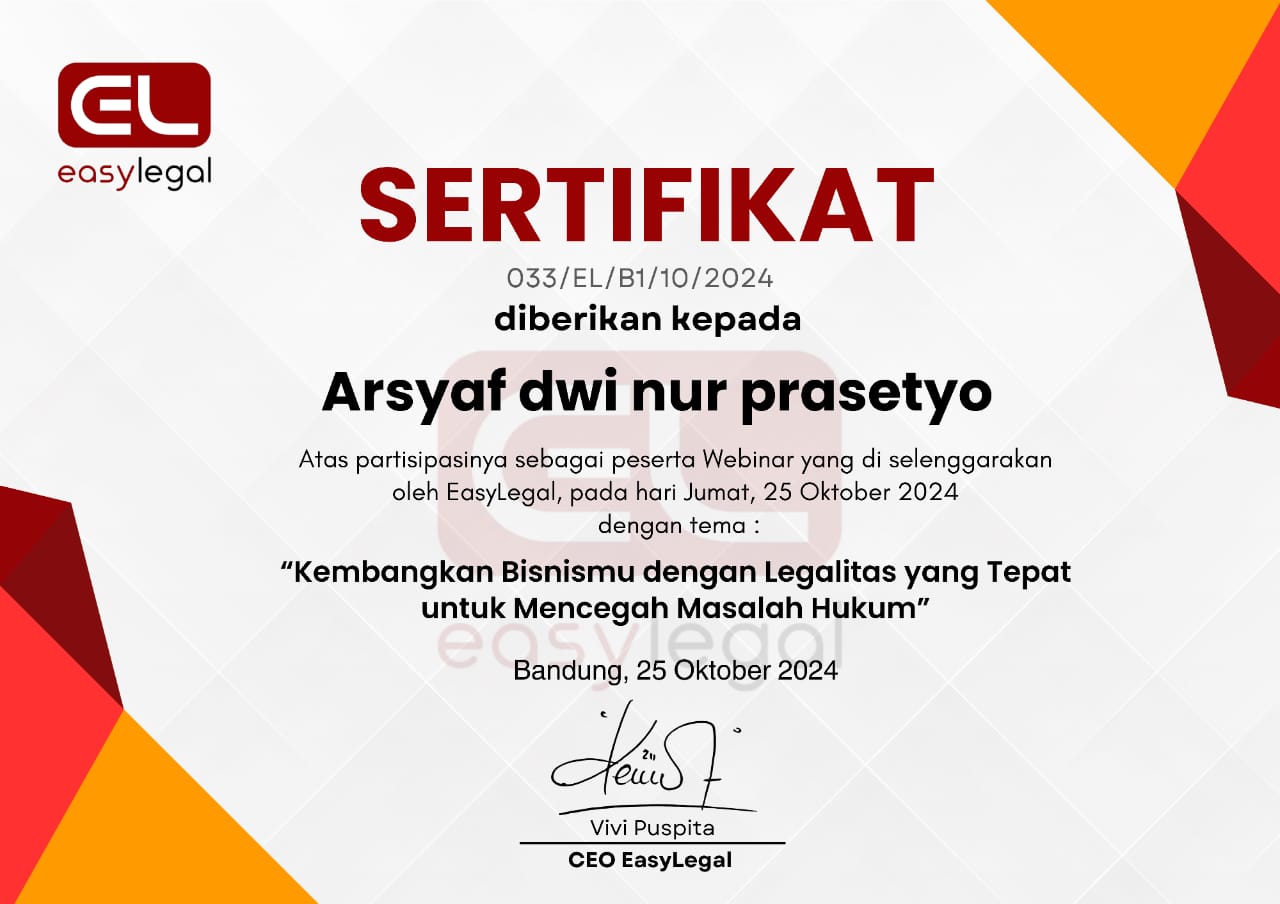 EL
easylegal
SERTIFIKAT
033/EL/B1/10/2024
diberikan kepada
Arsyaf dwi nur prasetyo
Atas partisipasinya sebagai peserta Webinar yang di selenggarakan
oleh EasyLegal, pada hari Jumat, 25 Oktober 2024
dengan tema :
“Kembangkan Bisnismu dengan Legalitas yang Tepat
untuk Mencegah Masalah Hukum”
easylegal
Bandung, 25 Oktober 2024
Vivi Puspita
CEO EasyLegal